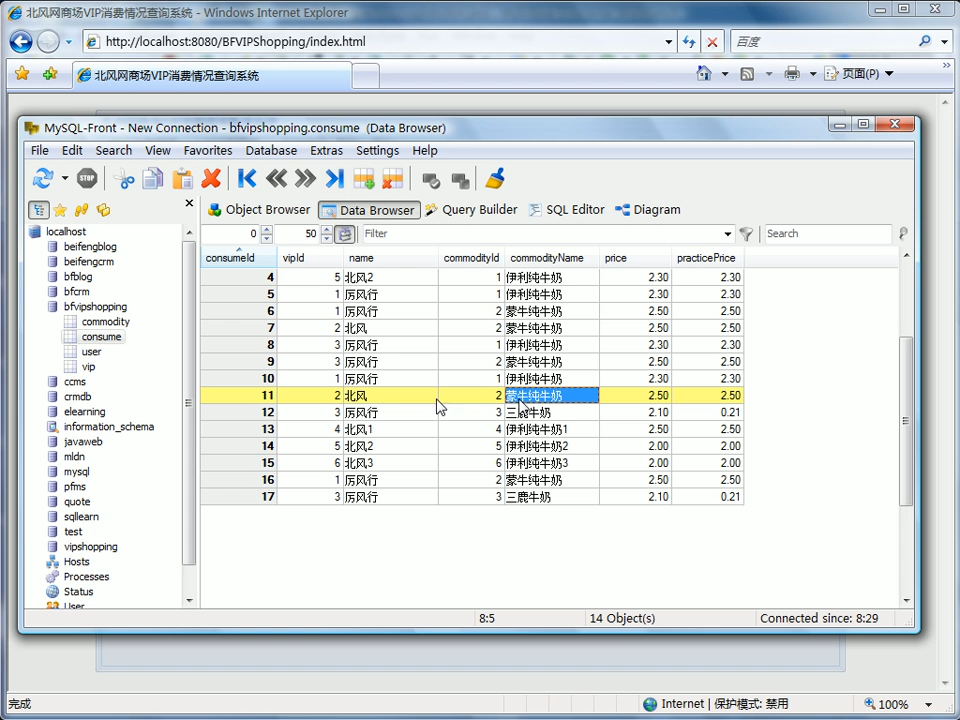 北风网商场VIP消费情况查询系统 - Windows Internet Explorer
http://localhost:8080/BFVIPShopping/index.html
百度
北风网商场VIP消费情况查询系统
页面(P)
MySQL-Front - New Connection - bfvipshopping.consume (Data Browser)
File Edit Search View Favorites Database Extras Settings Help
STOP
Object Browser Data Browser Query Builder SQL Editor Diagram
0 50 Filter Search
localhost
beifengblog
beifengcrm
bfblog
bfcrm
bfvipshopping
commodity
consume
user
vip
ccms
crmdb
elearning
information_schema
javaweb
mldn
mysql
pfms
quote
sqllearn
test
vipshopping
Hosts
Processes
Status
User
consumeId vipId name commodityId commodityName price practicePrice
4 5 北风2 1 伊利纯牛奶 2.30 2.30
5 1 厉风行 1 伊利纯牛奶 2.30 2.30
6 1 厉风行 2 蒙牛纯牛奶 2.50 2.50
7 2 北风 2 蒙牛纯牛奶 2.50 2.50
8 3 厉风行 1 伊利纯牛奶 2.30 2.30
9 3 厉风行 2 蒙牛纯牛奶 2.50 2.50
10 1 厉风行 1 伊利纯牛奶 2.30 2.30
11 2 北风 2 蒙牛纯牛奶 2.50 2.50
12 3 厉风行 3 三鹿牛奶 2.10 0.21
13 4 北风1 4 伊利纯牛奶1 2.50 2.50
14 5 北风2 5 伊利纯牛奶2 2.00 2.00
15 6 北风3 6 伊利纯牛奶3 2.00 2.00
16 1 厉风行 2 蒙牛纯牛奶 2.50 2.50
17 3 厉风行 3 三鹿牛奶 2.10 0.21
8:5 14 Object(s) Connected since: 8:29
完成 Internet | 保护模式: 禁用 100%